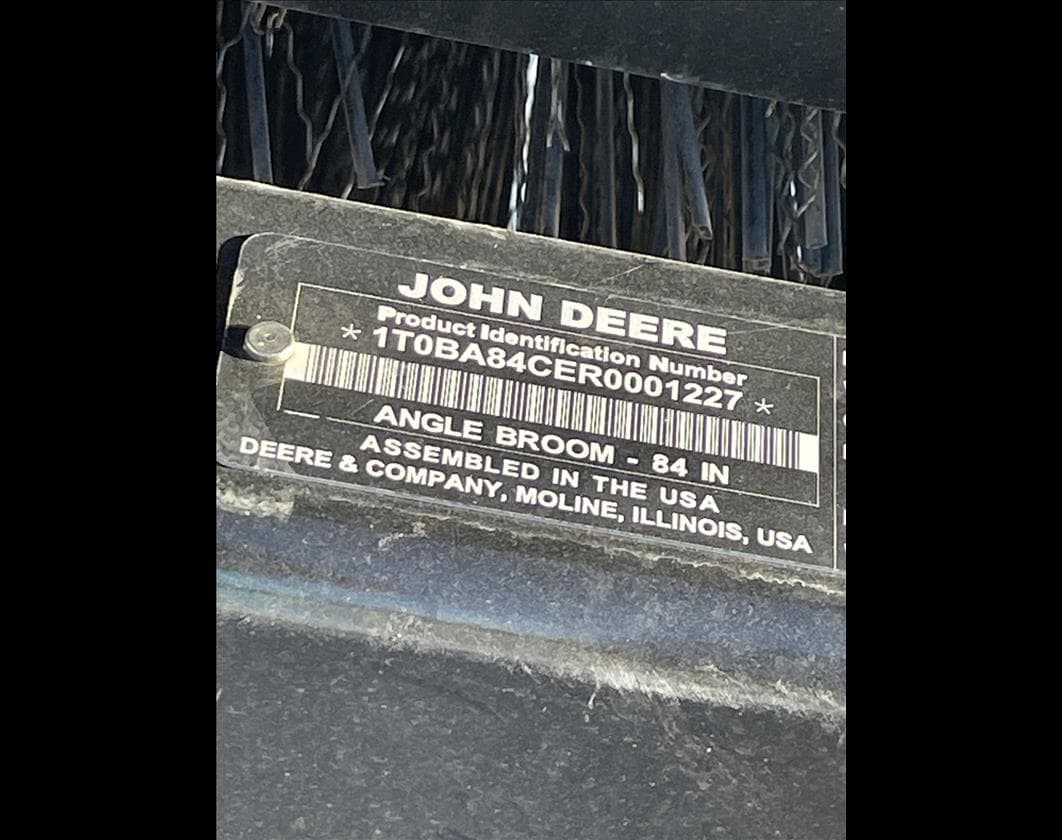 JOHN DEERE
Product Identification Number
* 1T0BA84CER0001227 *
ANGLE BROOM - 84 IN
ASSEMBLED IN THE USA
DEERE & COMPANY, MOLINE, ILLINOIS, USA